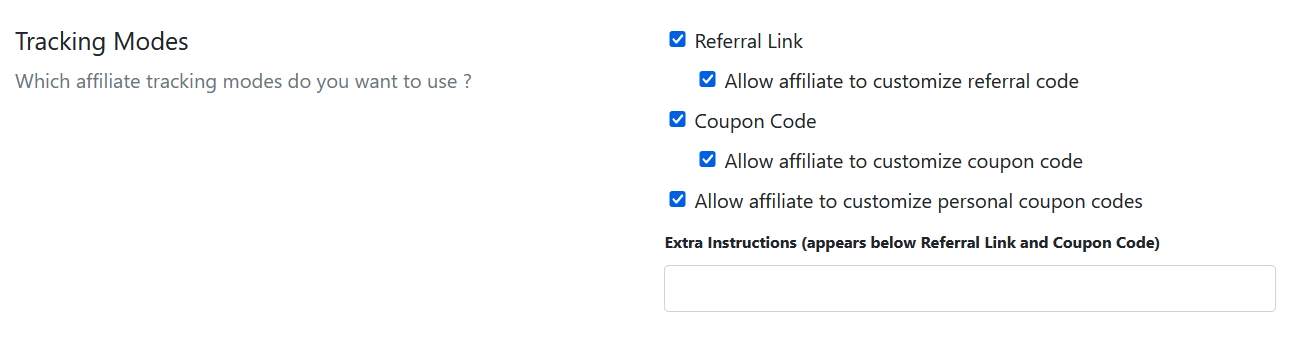 Tracking Modes
Which affiliate tracking modes do you want to use ?
Referral Link
Allow affiliate to customize referral code
Coupon Code
Allow affiliate to customize coupon code
Allow affiliate to customize personal coupon codes
Extra Instructions (appears below Referral Link and Coupon Code)